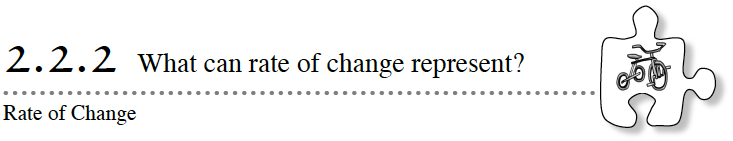 2.2.2 What can rate of change represent?
Rate of Change